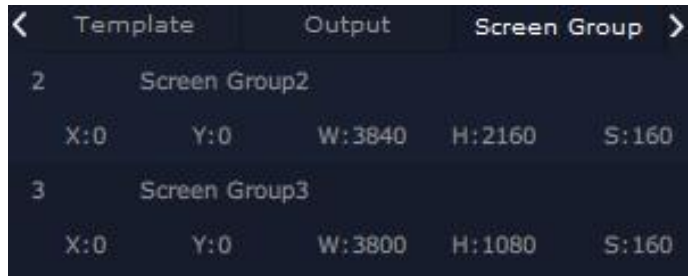 Template Output Screen Group
2 Screen Group2
X:0 Y:0 W:3840 H:2160 S:160
3 Screen Group3
X:0 Y:0 W:3800 H:1080 S:160